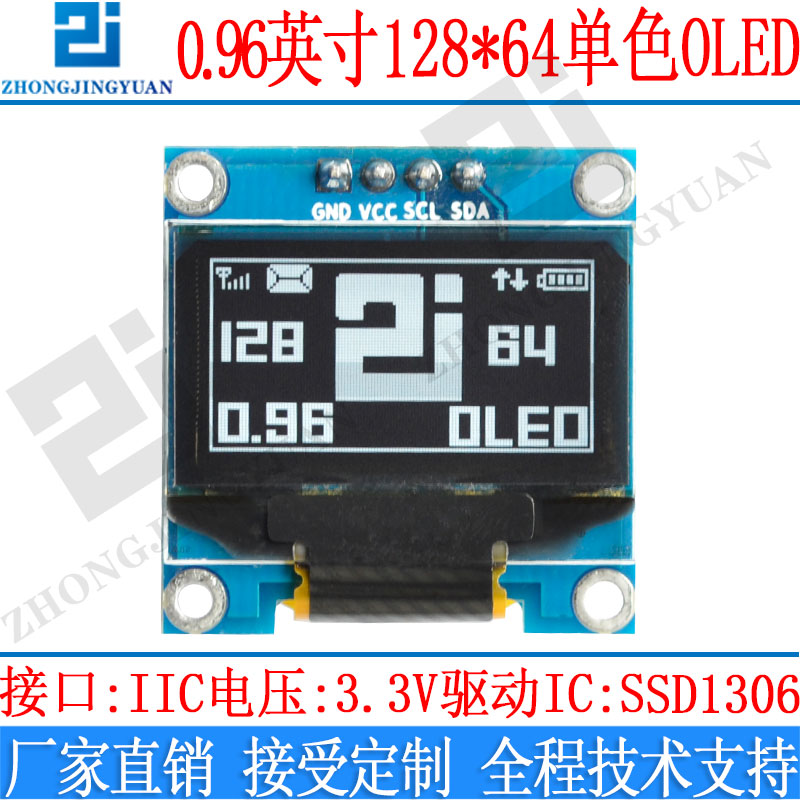 ZHONGJINGYUAN
0.96英寸128*64单色OLED
GND VCC SCL SDA
128
64
0.96
OLED
ZHONGJINGYUAN
ZHONGJINGYUAN
接口:IIC电压:3.3V驱动IC:SSD1306
厂家直销 接受定制 全程技术支持